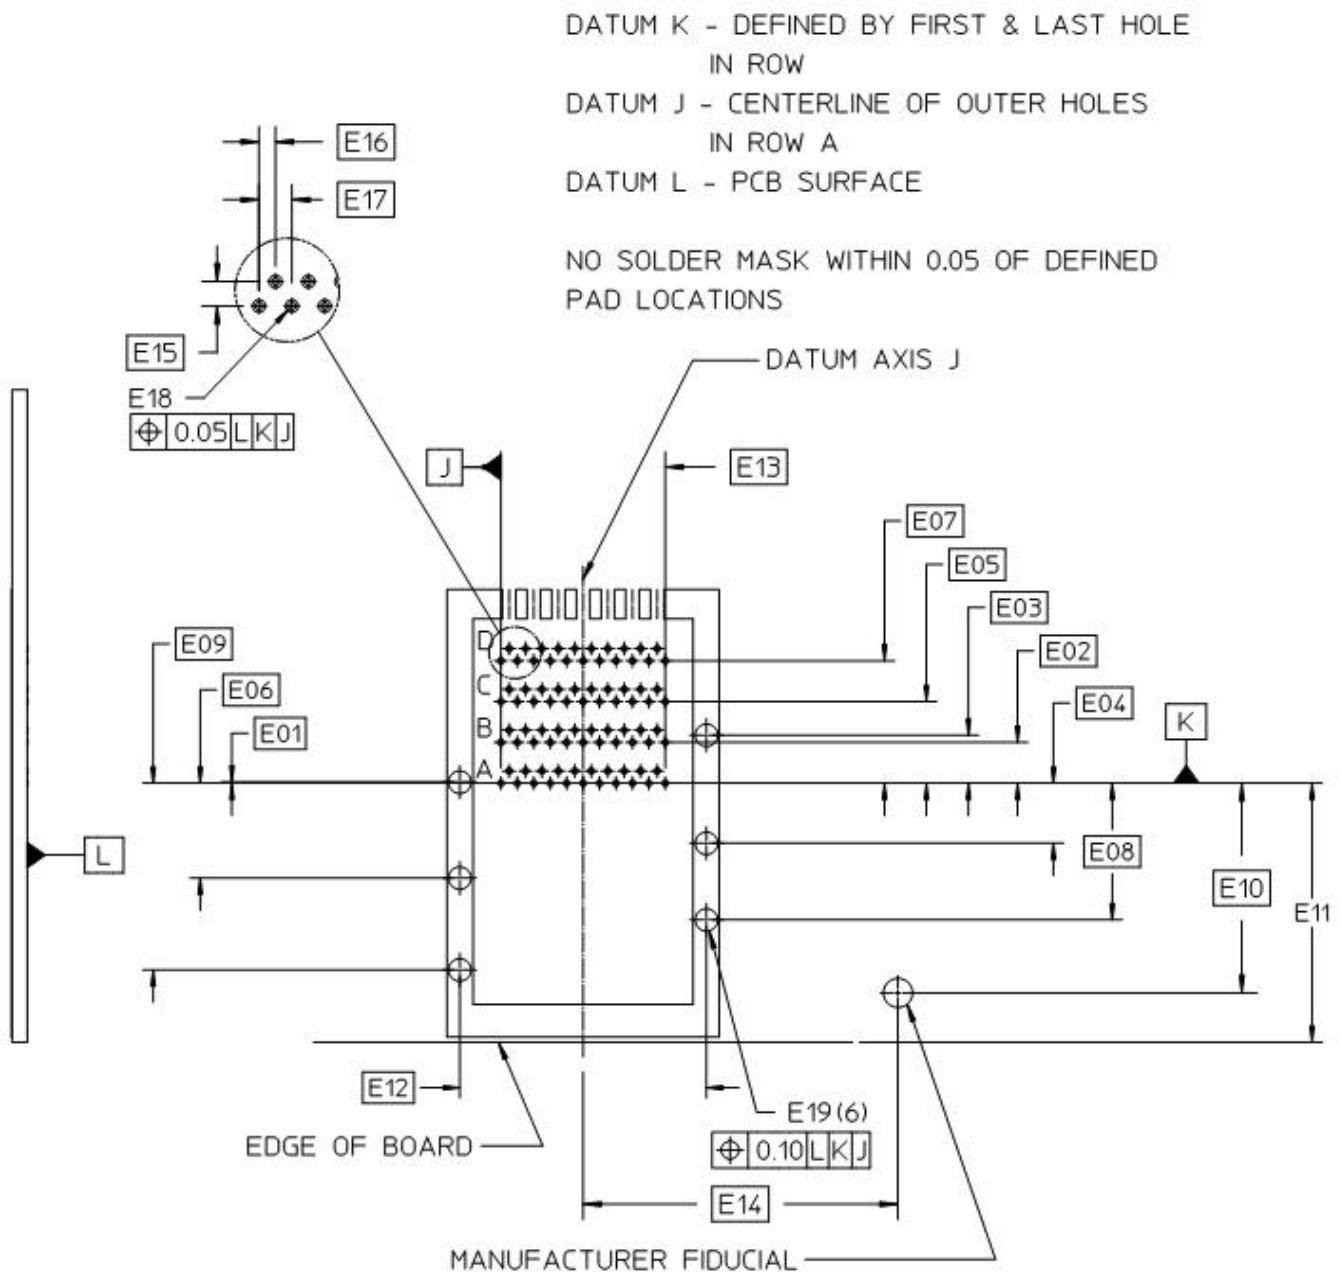 DATUM K - DEFINED BY FIRST & LAST HOLE
IN ROW
DATUM J - CENTERLINE OF OUTER HOLES
IN ROW A
DATUM L - PCB SURFACE
NO SOLDER MASK WITHIN 0.05 OF DEFINED
PAD LOCATIONS
E16
E17
E15
E18
⌖ 0.05 L K J
DATUM AXIS J
J
E13
E07
E05
E03
E02
E04
K
E09
E06
E01
D
C
B
A
L
E08
E10
E11
E12
E19(6)
⌖ 0.10 L K J
EDGE OF BOARD
E14
MANUFACTURER FIDUCIAL